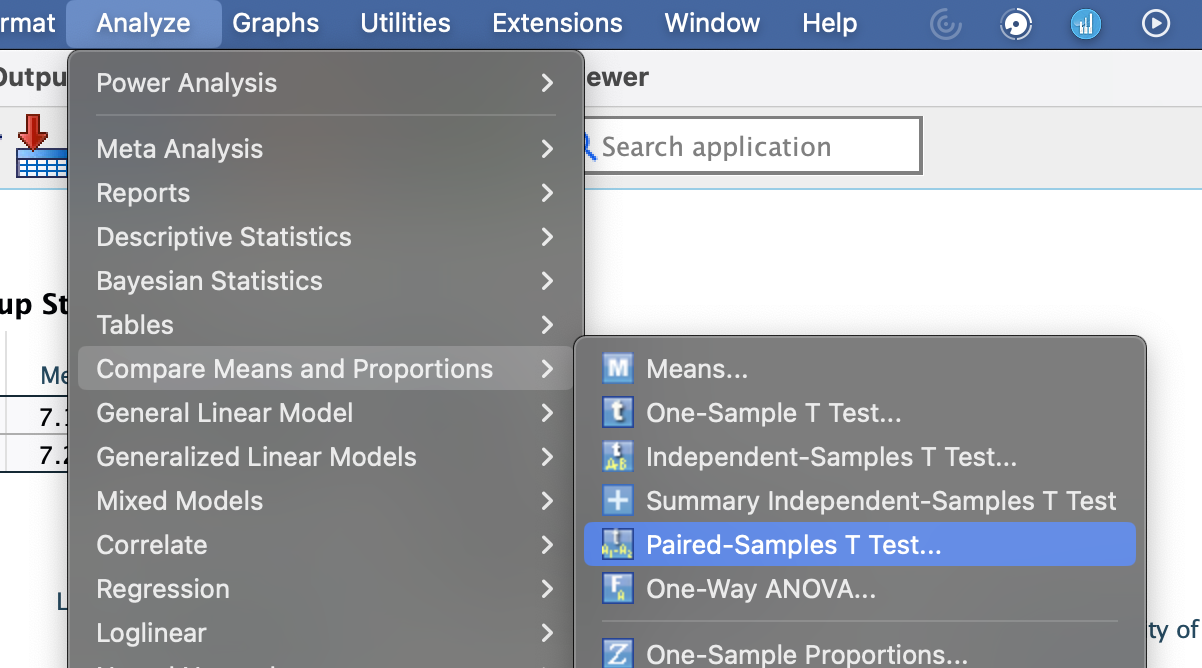 rmat Analyze Graphs Utilities Extensions Window Help
Outpu ewer
Power Analysis
Search application
Meta Analysis
Reports
Descriptive Statistics
Bayesian Statistics
up St
Tables
Compare Means and Proportions
Me
General Linear Model
7.1
Generalized Linear Models
7.2
Mixed Models
Correlate
Regression
L
Loglinear
M Means...
t One-Sample T Test...
t A B Independent-Samples T Test...
Summary Independent-Samples T Test
t A₁-A₂ Paired-Samples T Test...
F A One-Way ANOVA...
ty of
Z One-Sample Proportions...